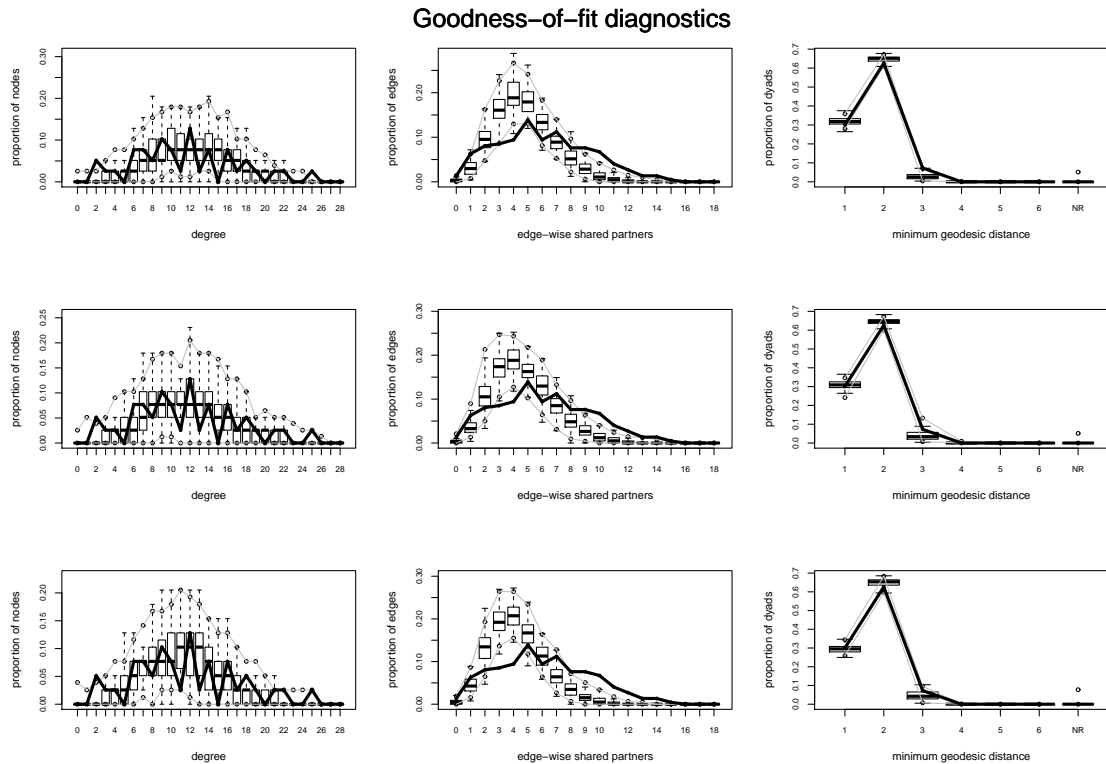 Goodness−of−fit diagnostics
proportion of nodes
0.00 0.10 0.20 0.30
0 2 4 6 8 10 12 14 16 18 20 22 24 26 28
degree
proportion of edges
0.00 0.10 0.20
0 1 2 3 4 5 6 7 8 9 10 12 14 16 18
edge−wise shared partners
proportion of dyads
0.0 0.1 0.2 0.3 0.4 0.5 0.6 0.7
1 2 3 4 5 6 NR
minimum geodesic distance
proportion of nodes
0.00 0.05 0.10 0.15 0.20 0.25
0 2 4 6 8 10 12 14 16 18 20 22 24 26 28
degree
proportion of edges
0.00 0.10 0.20 0.30
0 1 2 3 4 5 6 7 8 9 10 12 14 16 18
edge−wise shared partners
proportion of dyads
0.0 0.1 0.2 0.3 0.4 0.5 0.6 0.7
1 2 3 4 5 6 NR
minimum geodesic distance
proportion of nodes
0.00 0.05 0.10 0.15 0.20
0 2 4 6 8 10 12 14 16 18 20 22 24 26 28
degree
proportion of edges
0.00 0.10 0.20 0.30
0 1 2 3 4 5 6 7 8 9 10 12 14 16 18
edge−wise shared partners
proportion of dyads
0.0 0.1 0.2 0.3 0.4 0.5 0.6 0.7
1 2 3 4 5 6 NR
minimum geodesic distance